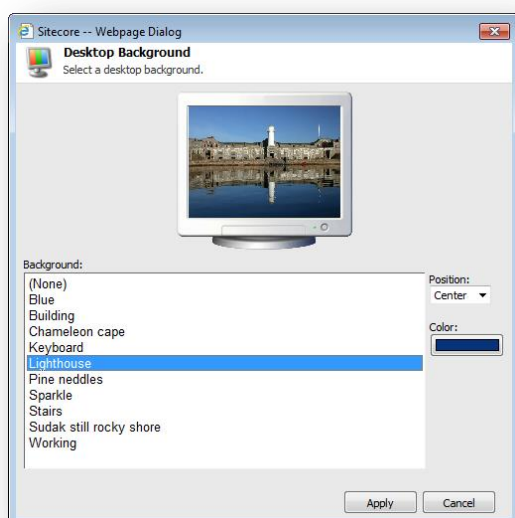 Sitecore -- Webpage Dialog
Desktop Background
Select a desktop background.
Background:
(None)
Blue
Building
Chameleon cape
Keyboard
Lighthouse
Pine neddles
Sparkle
Stairs
Sudak still rocky shore
Working
Position:
Center
Color:
Apply
Cancel